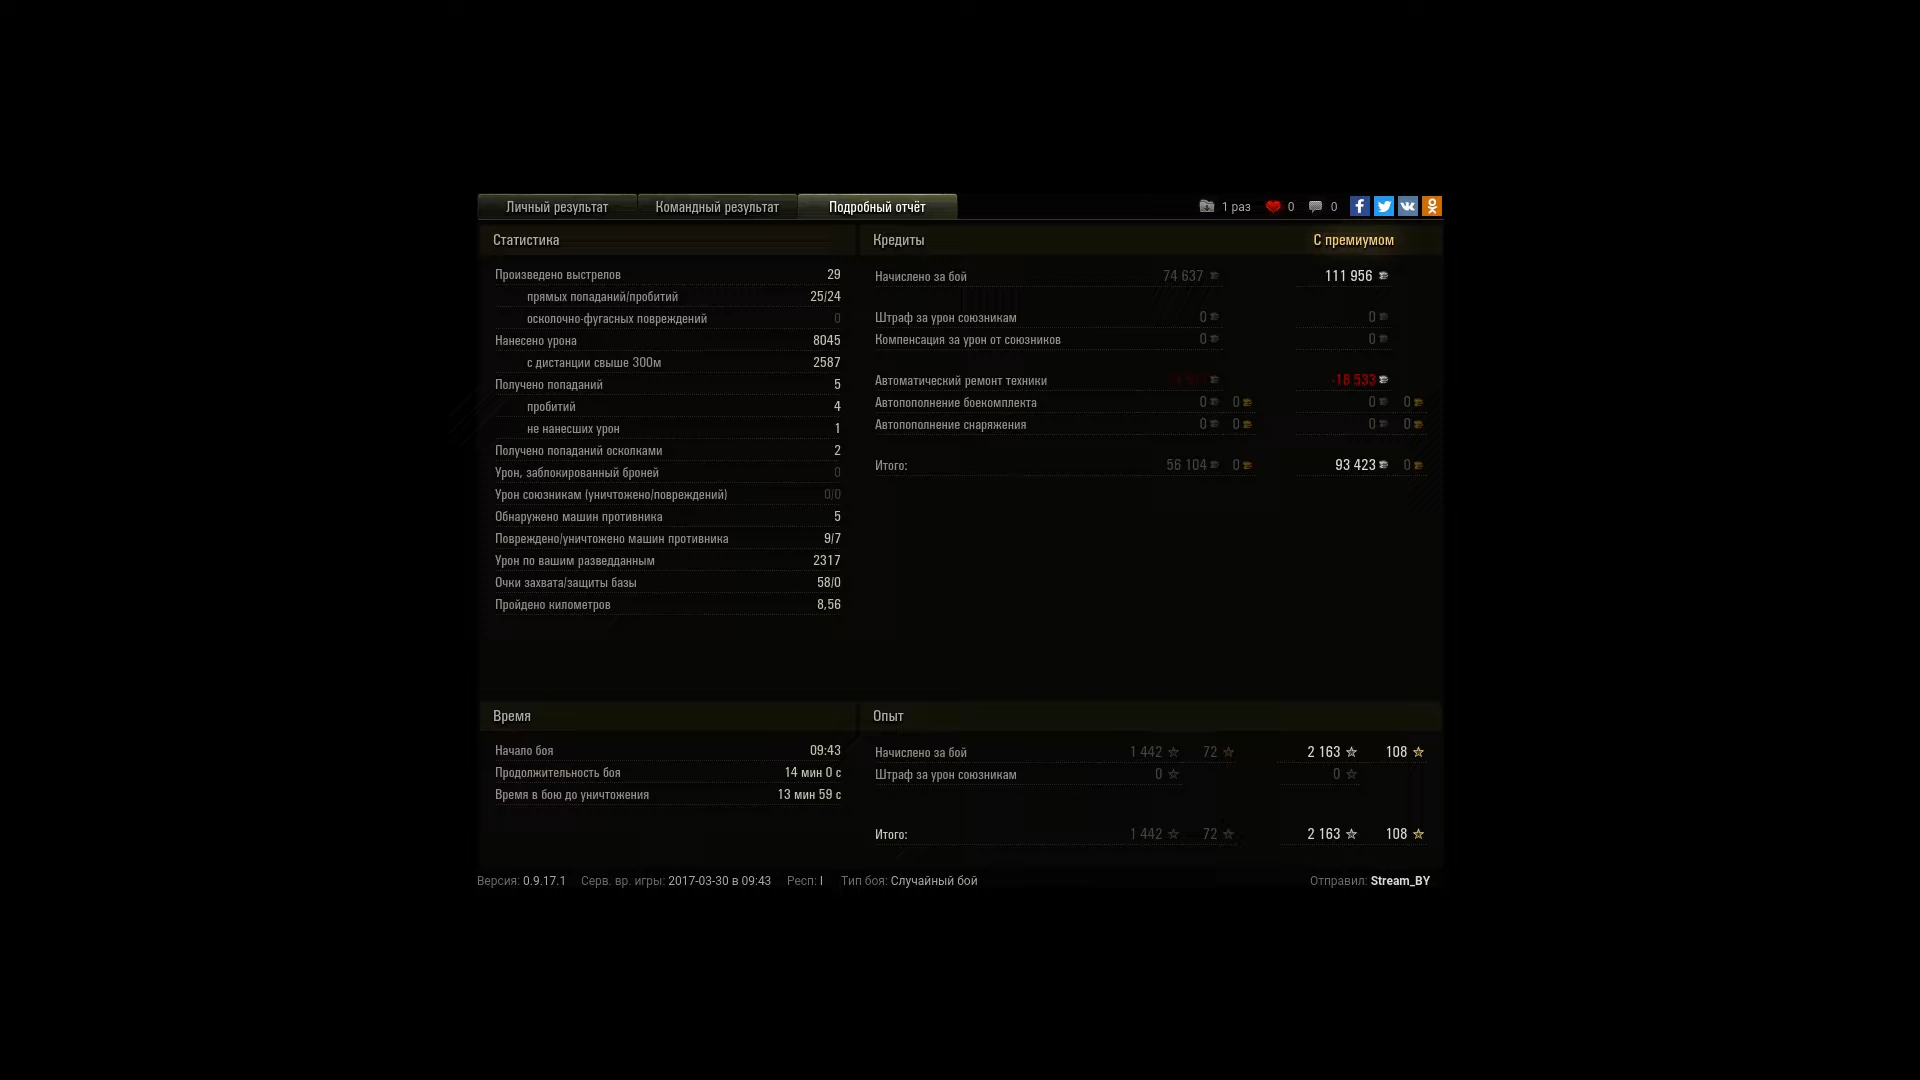 Личный результат Командный результат Подробный отчёт 1 раз 0 0
Статистика
Произведено выстрелов 29
прямых попаданий/пробитий 25/24
осколочно-фугасных повреждений 0
Нанесено урона 8045
с дистанции свыше 300м 2587
Получено попаданий 5
пробитий 4
не нанесших урон 1
Получено попаданий осколками 2
Урон, заблокированный броней 0
Урон союзникам (уничтожено/повреждений) 0/0
Обнаружено машин противника 5
Повреждено/уничтожено машин противника 9/7
Урон по вашим разведданным 2317
Очки захвата/защиты базы 58/0
Пройдено километров 8,56
Кредиты С премиумом
Начислено за бой 74 637 111 956
Штраф за урон союзникам 0 0
Компенсация за урон от союзников 0 0
Автоматический ремонт техники -18 533
Автопополнение боекомплекта 0 0 0 0
Автопополнение снаряжения 0 0 0 0
Итого: 56 104 0 93 423 0
Время
Начало боя 09:43
Продолжительность боя 14 мин 0 с
Время в бою до уничтожения 13 мин 59 с
Опыт
Начислено за бой 1 442 72 2 163 108
Штраф за урон союзникам 0 0
Итого: 1 442 72 2 163 108
Версия: 0.9.17.1 Серв. вр. игры: 2017-03-30 в 09:43 Респ: I Тип боя: Случайный бой Отправил: Stream_BY